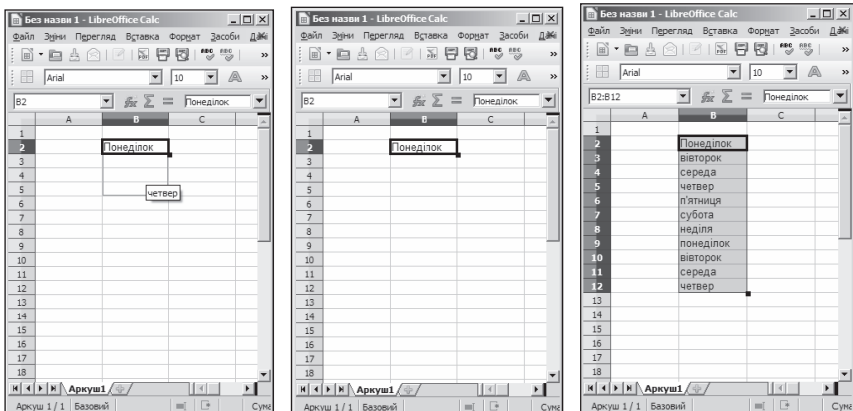 Без назви 1 - LibreOffice Calc
Файл Зміни Перегляд Вставка Формат Засоби
Arial 10
B2 Понеділок
A B C
1
2 Понеділок
3
4
5 четвер
6
7
8
9
10
11
12
13
14
15
16
17
18
Аркуш1
Аркуш 1 / 1 Базовий Сума
Без назви 1 - LibreOffice Calc
Файл Зміни Перегляд Вставка Формат Засоби
Arial 10
B2 Понеділок
A B C
1
2 Понеділок
3
4
5
6
7
8
9
10
11
12
13
14
15
16
17
18
Аркуш1
Аркуш 1 / 1 Базовий Сума
Без назви 1 - LibreOffice Calc
Файл Зміни Перегляд Вставка Формат Засоби
Arial 10
B2:B12 Понеділок
A B C
1
2 Понеділок
3 вівторок
4 середа
5 четвер
6 п'ятниця
7 субота
8 неділя
9 понеділок
10 вівторок
11 середа
12 четвер
13
14
15
16
17
18
Аркуш1
Аркуш 1 / 1 Базовий Сума